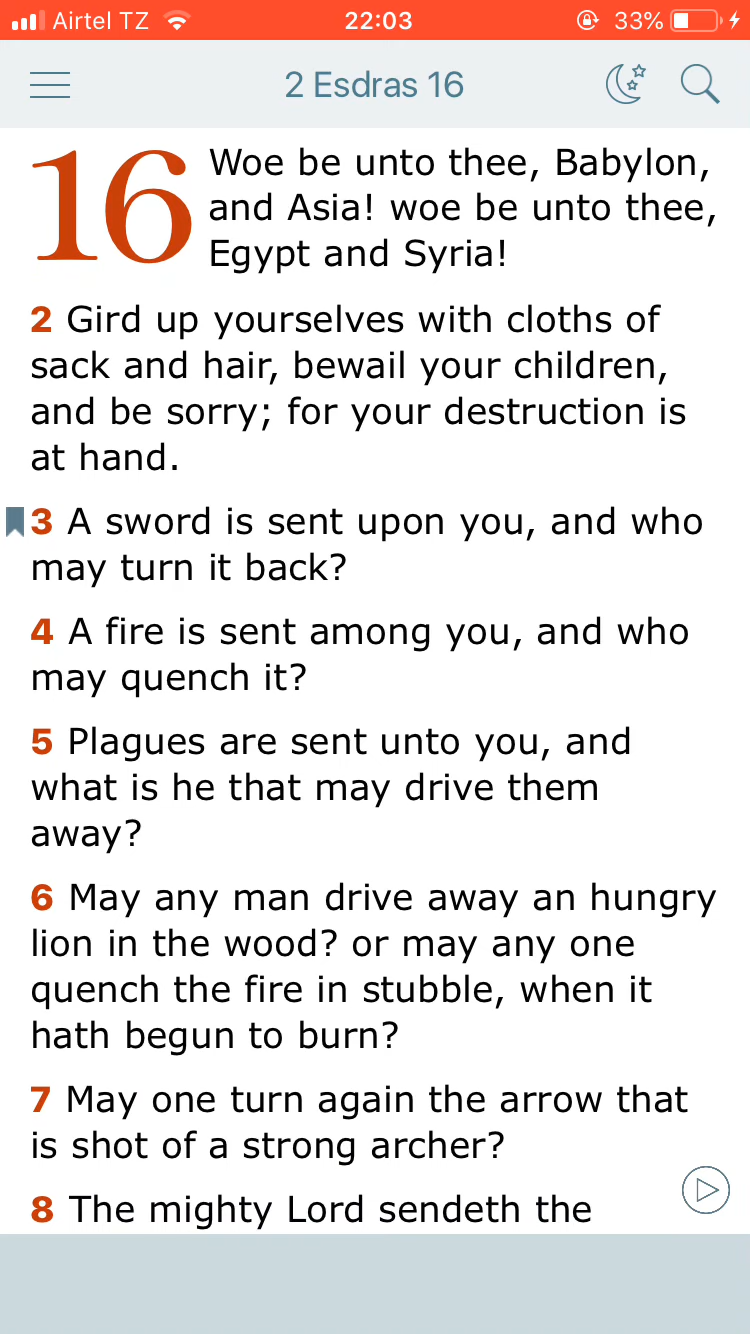 Airtel TZ 22:03 33%
2 Esdras 16
16 Woe be unto thee, Babylon,
and Asia! woe be unto thee,
Egypt and Syria!
2 Gird up yourselves with cloths of
sack and hair, bewail your children,
and be sorry; for your destruction is
at hand.
3 A sword is sent upon you, and who
may turn it back?
4 A fire is sent among you, and who
may quench it?
5 Plagues are sent unto you, and
what is he that may drive them
away?
6 May any man drive away an hungry
lion in the wood? or may any one
quench the fire in stubble, when it
hath begun to burn?
7 May one turn again the arrow that
is shot of a strong archer?
8 The mighty Lord sendeth the